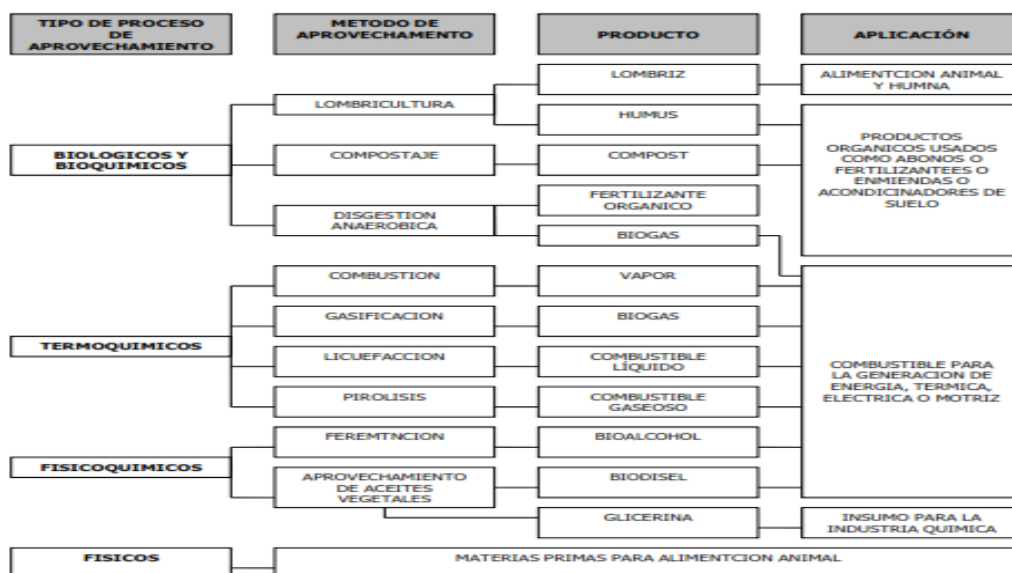 TIPO DE PROCESO
DE
APROVECHAMIENTO
METODO DE
APROVECHAMENTO
PRODUCTO
APLICACIÓN
BIOLOGICOS Y
BIOQUIMICOS
LOMBRICULTURA
LOMBRIZ
ALIMENTCION ANIMAL
Y HUMNA
HUMUS
PRODUCTOS
ORGANICOS USADOS
COMO ABONOS O
FERTILIZANTEES O
ENMIENDAS O
ACONDICINADORES DE
SUELO
COMPOSTAJE
COMPOST
DISGESTION
ANAEROBICA
FERTILIZANTE
ORGANICO
BIOGAS
TERMOQUIMICOS
COMBUSTION
VAPOR
GASIFICACION
BIOGAS
LICUEFACCION
COMBUSTIBLE
LÍQUIDO
PIROLISIS
COMBUSTIBLE
GASEOSO
COMBUSTIBLE PARA
LA GENERACION DE
ENERGIA, TERMICA,
ELECTRICA O MOTRIZ
FISICOQUIMICOS
FEREMTNCION
BIOALCOHOL
APROVECHAMIENTO
DE ACEITES
VEGETALES
BIODISEL
GLICERINA
INSUMO PARA LA
INDUSTRIA QUIMICA
FISICOS
MATERIAS PRIMAS PARA ALIMENTCION ANIMAL